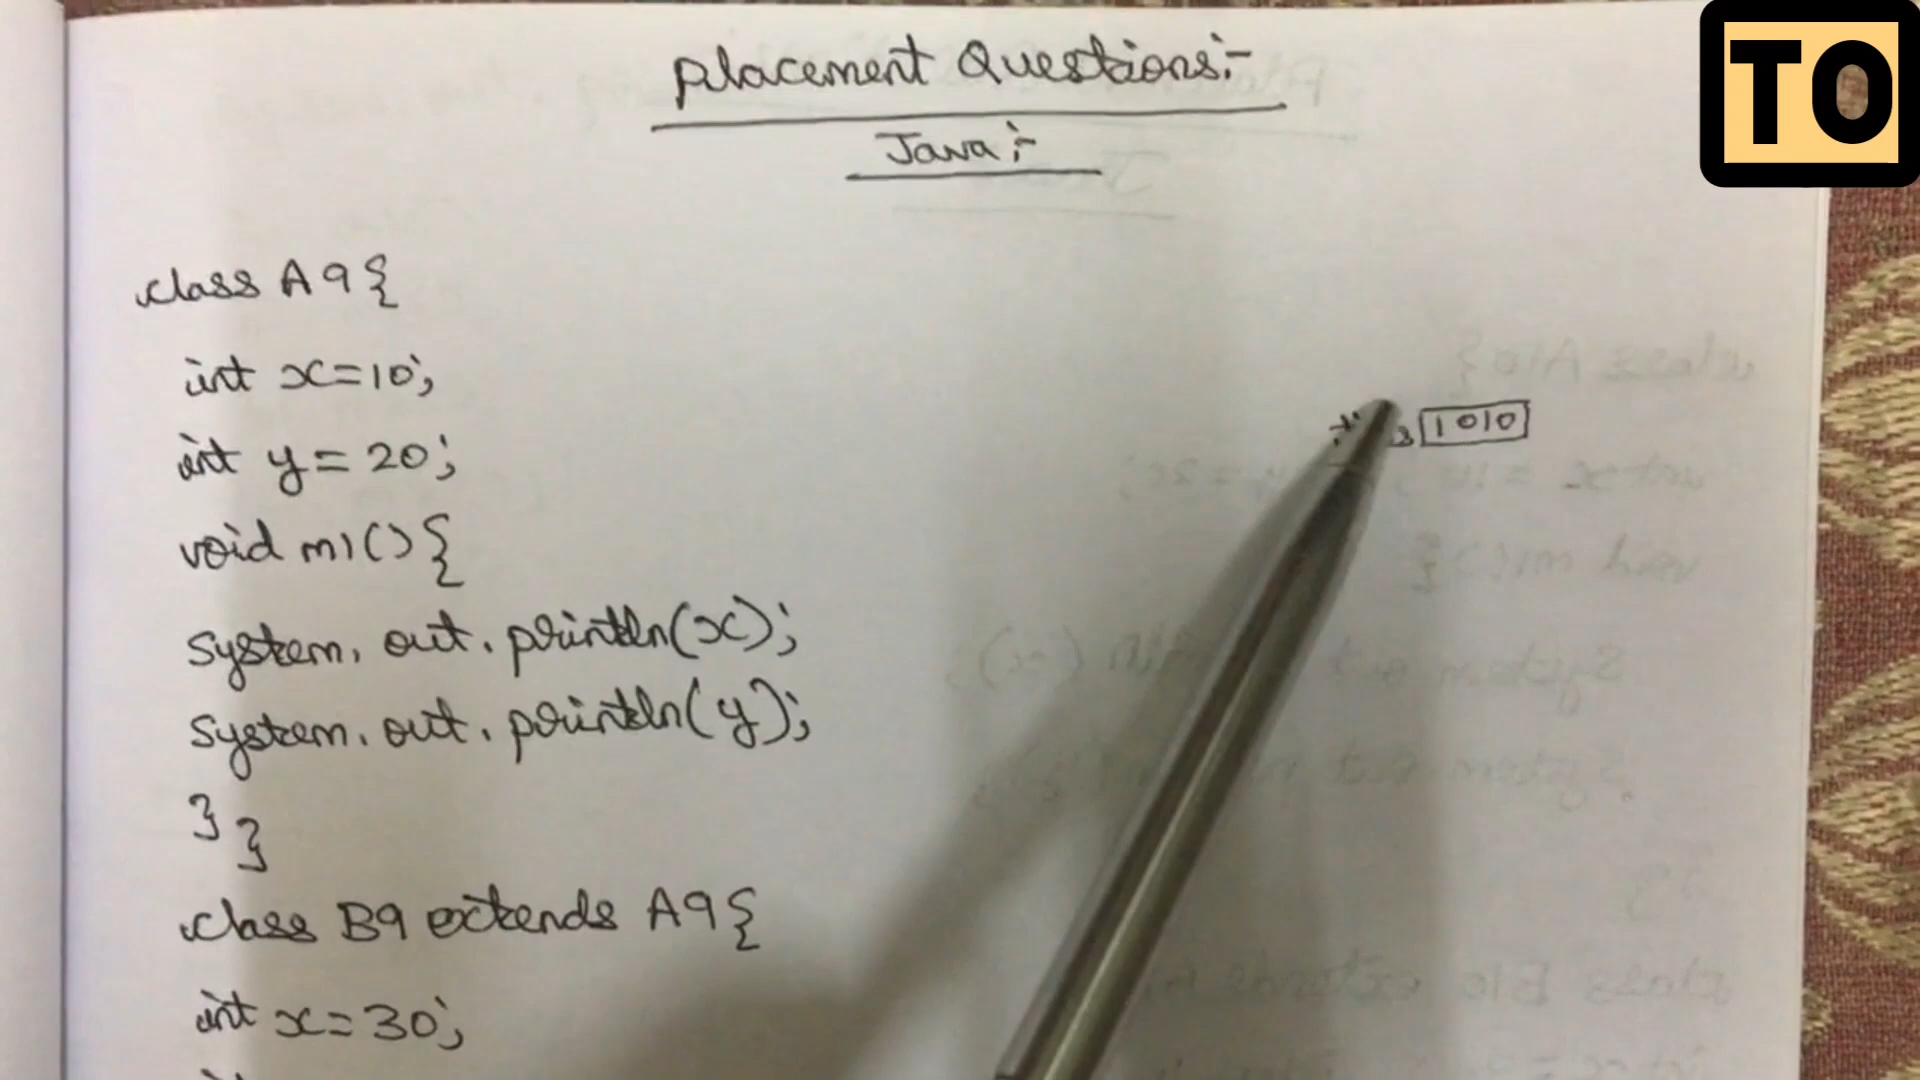 TO
Placement Questions:-
Java:-
class A9{
int x=10;
int y=20;
void m1(){
System.out.println(x);
System.out.println(y);
}
}
class B9 extends A9{
int x=30;
1010